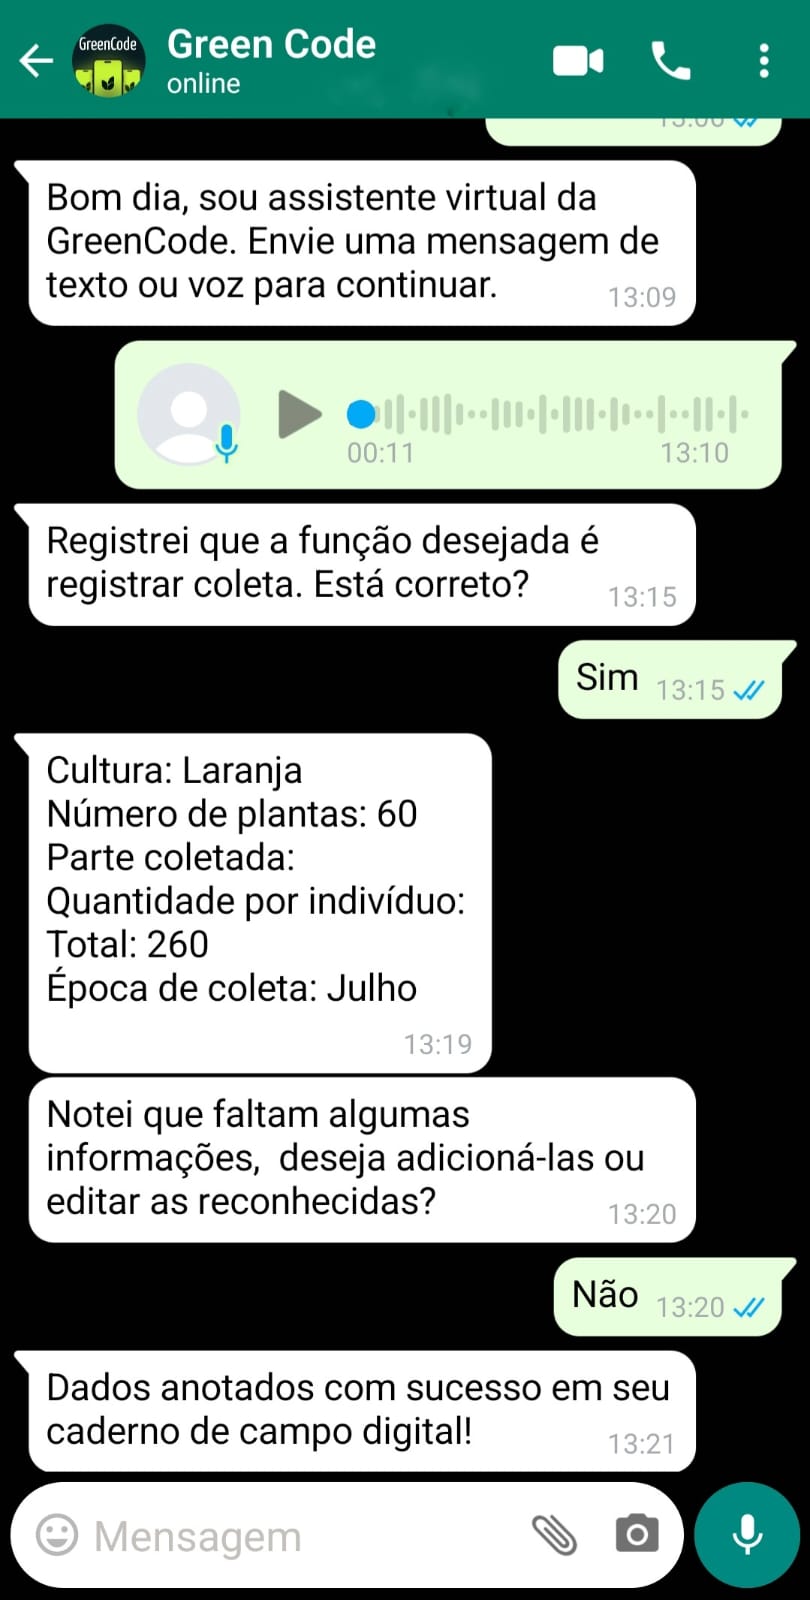 GreenCode
Green Code
online
13:06
Bom dia, sou assistente virtual da
GreenCode. Envie uma mensagem de
texto ou voz para continuar.
13:09
00:11
13:10
Registrei que a função desejada é
registrar coleta. Está correto?
13:15
Sim 13:15
Cultura: Laranja
Número de plantas: 60
Parte coletada:
Quantidade por indivíduo:
Total: 260
Época de coleta: Julho
13:19
Notei que faltam algumas
informações,  deseja adicioná-las ou
editar as reconhecidas?
13:20
Não 13:20
Dados anotados com sucesso em seu
caderno de campo digital!
13:21
Mensagem